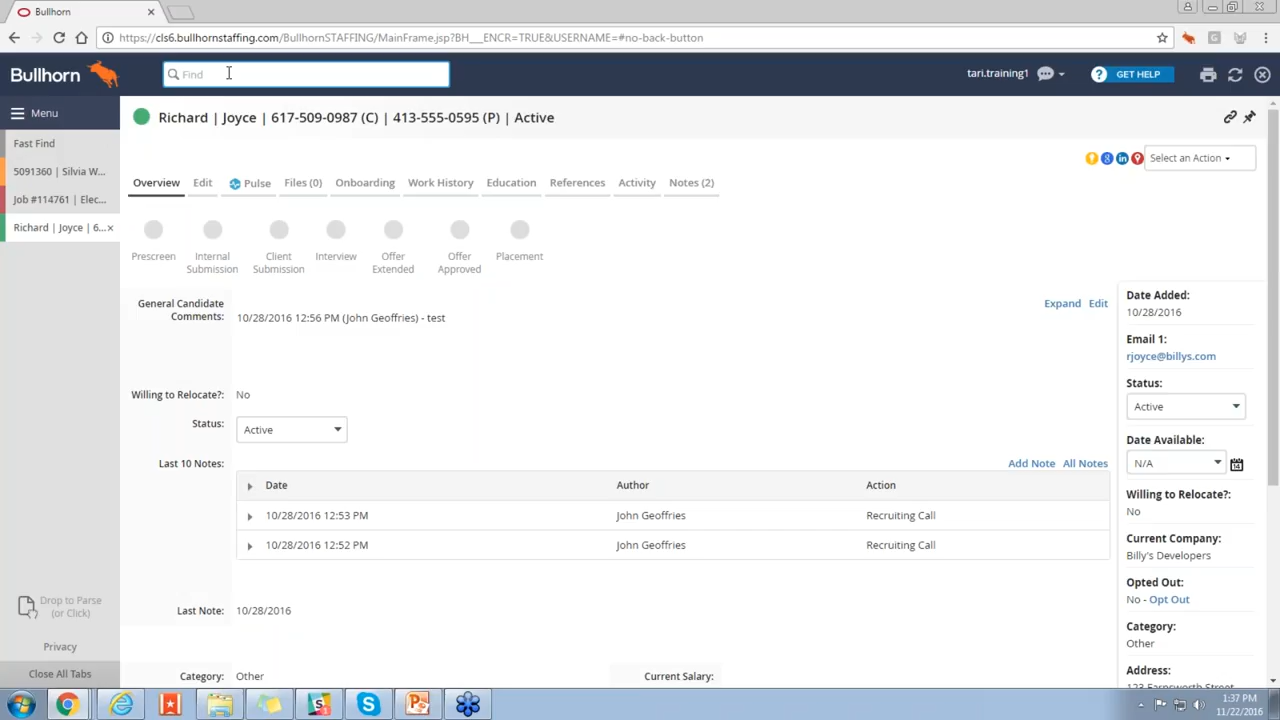 Bullhorn
https://cls6.bullhornstaffing.com/BullhornSTAFFING/MainFrame.jsp?BH___ENCR=TRUE&USERNAME=#no-back-button
Bullhorn
Find
tari.training1
? GET HELP
Menu
Fast Find
5091360 | Silvia W...
Job #114761 | Elec...
Richard | Joyce | 6...
Richard | Joyce | 617-509-0987 (C) | 413-555-0595 (P) | Active
Select an Action
Overview Edit Pulse Files (0) Onboarding Work History Education References Activity Notes (2)
Prescreen
Internal Submission
Client Submission
Interview
Offer Extended
Offer Approved
Placement
General Candidate Comments:
10/28/2016 12:56 PM (John Geoffries) - test
Expand Edit
Willing to Relocate?: No
Status: Active
Last 10 Notes:
Add Note All Notes
Date Author Action
10/28/2016 12:53 PM John Geoffries Recruiting Call
10/28/2016 12:52 PM John Geoffries Recruiting Call
Last Note: 10/28/2016
Category: Other
Current Salary:
Date Added:
10/28/2016
Email 1:
rjoyce@billys.com
Status:
Active
Date Available:
N/A
Willing to Relocate?:
No
Current Company:
Billy's Developers
Opted Out:
No - Opt Out
Category:
Other
Address:
123 Farnsworth Street
Drop to Parse
(or Click)
Privacy
Close All Tabs
1:37 PM
11/22/2016